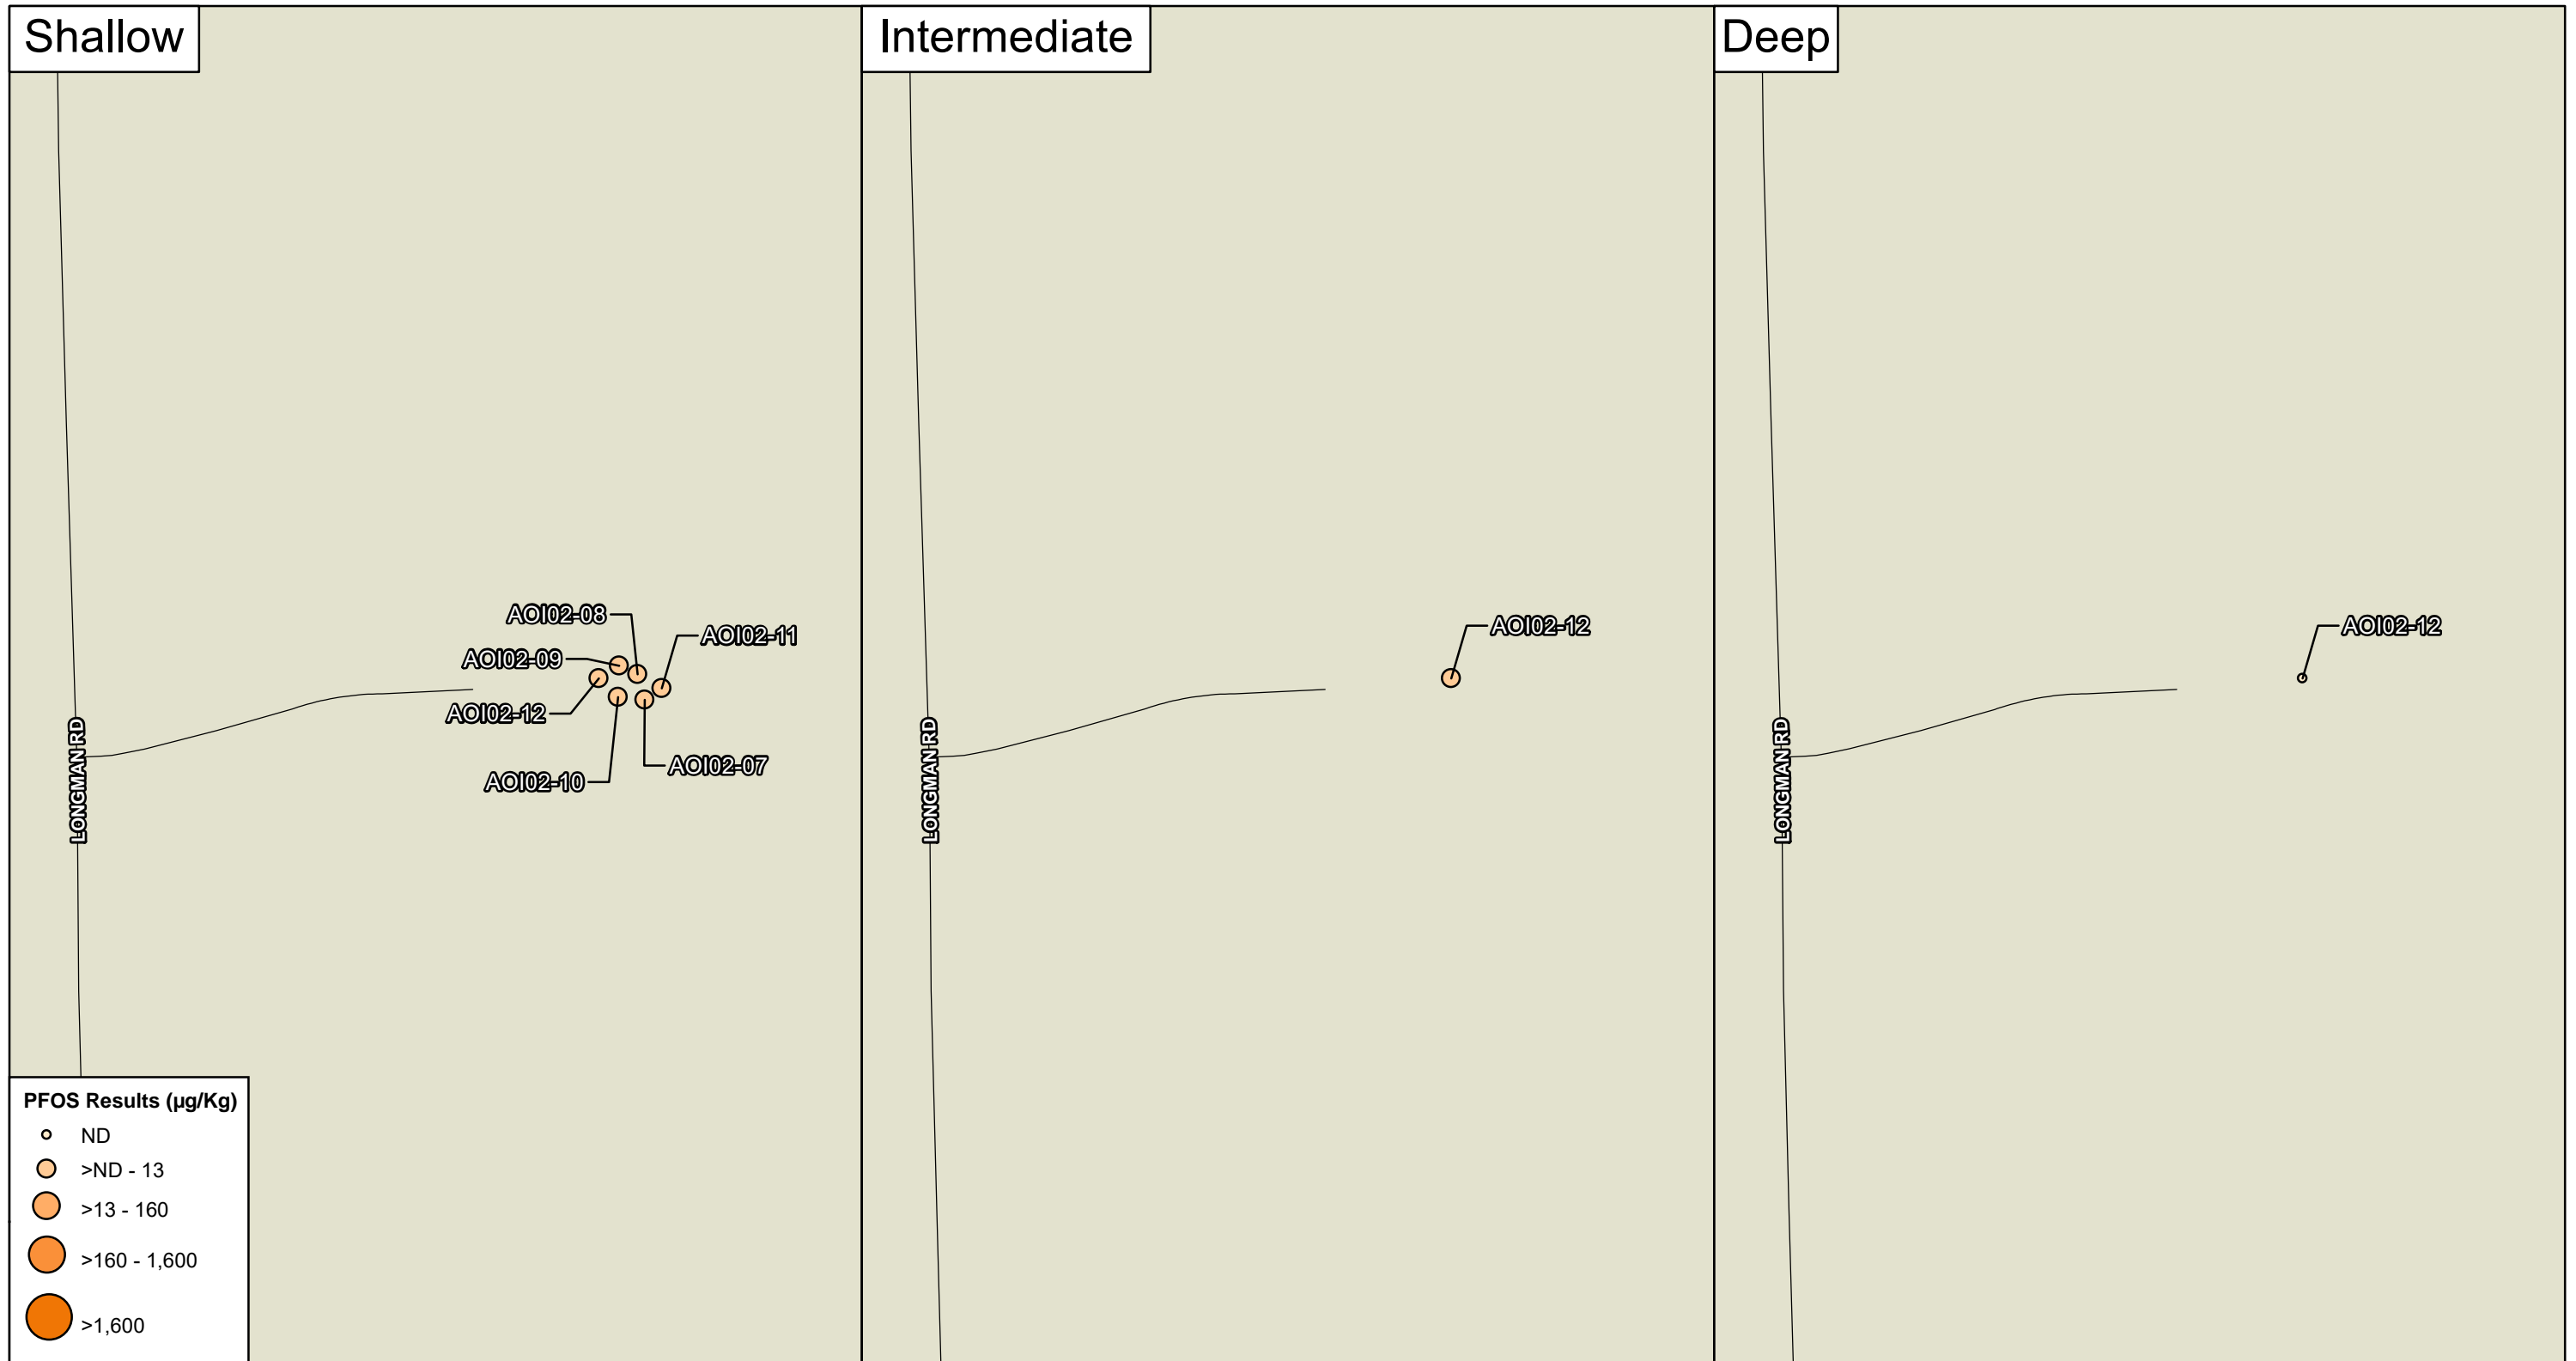 Shallow
AOI02-08
AOI02-11
AOI02-09
AOI02-12
AOI02-07
AOI02-10
LONGMAN RD
PFOS Results (µg/Kg)
ND
>ND - 13
>13 - 160
>160 - 1,600
>1,600
Intermediate
AOI02-12
LONGMAN RD
Deep
AOI02-12
LONGMAN RD